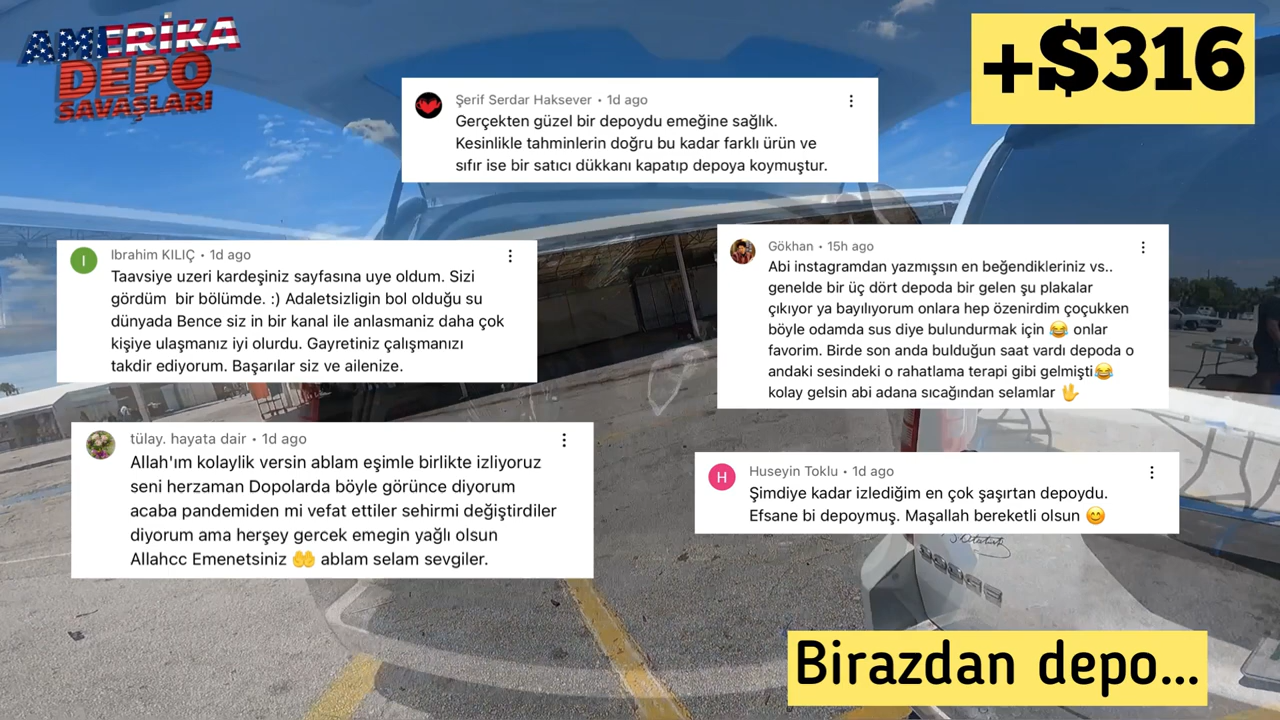 AMERİKA
DEPO
SAVAŞLARI
+$316
Şerif Serdar Haksever • 1d ago
Gerçekten güzel bir depoydu emeğine sağlık.
Kesinlikle tahminlerin doğru bu kadar farklı ürün ve
sıfır ise bir satıcı dükkanı kapatıp depoya koymuştur.
I
Ibrahim KILIÇ • 1d ago
Taavsiye uzeri kardeşiniz sayfasına uye oldum. Sizi
gördüm bir bölümde. :) Adaletsizligin bol olduğu su
dünyada Bence siz in bir kanal ile anlasmaniz daha çok
kişiye ulaşmanız iyi olurdu. Gayretiniz çalışmanızı
takdir ediyorum. Başarılar siz ve ailenize.
Gökhan • 15h ago
Abi instagramdan yazmışsın en beğendikleriniz vs..
genelde bir üç dört depoda bir gelen şu plakalar
çıkıyor ya bayılıyorum onlara hep özenirdim çoçukken
böyle odamda sus diye bulundurmak için 😂 onlar
favorim. Birde son anda bulduğun saat vardı depoda o
andaki sesindeki o rahatlama terapi gibi gelmişti😂
kolay gelsin abi adana sıcağından selamlar 🖖
tülay. hayata dair • 1d ago
Allah'ım kolaylik versin ablam eşimle birlikte izliyoruz
seni herzaman Dopolarda böyle görünce diyorum
acaba pandemiden mi vefat ettiler sehirmi değiştirdiler
diyorum ama herşey gercek emegin yağlı olsun
Allahcc Emenetsiniz 🤲 ablam selam sevgiler.
H
Huseyin Toklu • 1d ago
Şimdiye kadar izlediğim en çok şaşırtan depoydu.
Efsane bi depoymuş. Maşallah bereketli olsun 😊
Birazdan depo...